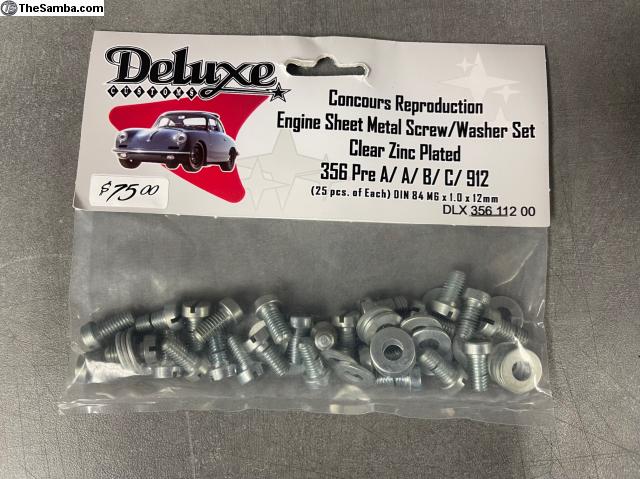 TheSamba.com
Deluxe
CUSTOMS
Concours Reproduction
Engine Sheet Metal Screw/Washer Set
Clear Zinc Plated
356 Pre A/ A/ B/ C/ 912
(25 pcs. of Each) DIN 84 M6 x 1.0 x 12mm
DLX 356 112 00
$75.00